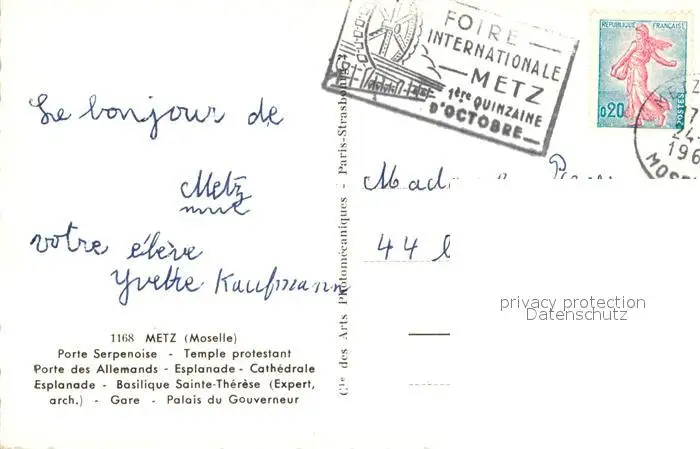 FOIRE
INTERNATIONALE
METZ
1ère QUINZAINE
D'OCTOBRE
REPUBLIQUE FRANÇAISE
0,20
POSTES
Le bonjour de
Metz
votre élève
Yvette Kaufmann
1168 METZ (Moselle)
Porte Serpenoise - Temple protestant
Porte des Allemands - Esplanade - Cathédrale
Esplanade - Basilique Sainte-Thérèse (Expert,
arch.) - Gare - Palais du Gouverneur
Cie des Arts Photomécaniques - Paris-Strasbourg
Mad
44
privacy protection
Datenschutz